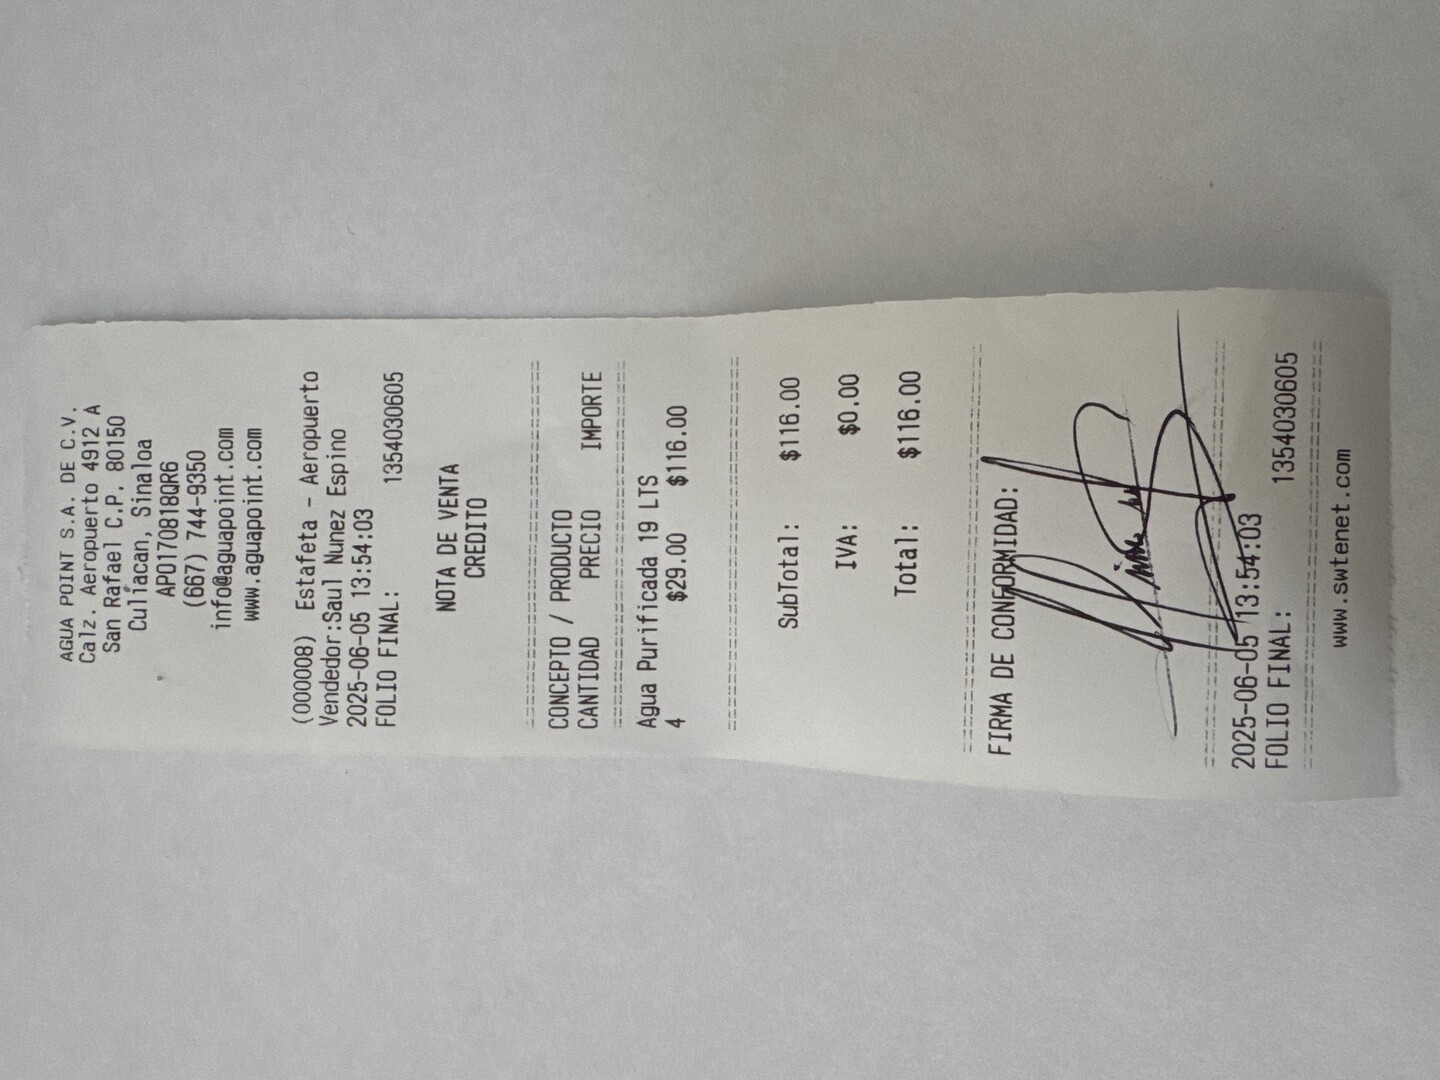 AGUA POINT S.A. DE C.V.
Calz. Aeropuerto 4912 A
San Rafael C.P. 80150
Culiacan, Sinaloa
APO170818QR6
(667) 744-9350
info@aguapoint.com
www.aguapoint.com
(000008) Estafeta - Aeropuerto
Vendedor:Saul Nunez Espino
2025-06-05 13:54:03
FOLIO FINAL: 1354030605
NOTA DE VENTA
CREDITO
CONCEPTO / PRODUCTO
CANTIDAD PRECIO IMPORTE
Agua Purificada 19 LTS
4 $29.00 $116.00
SubTotal: $116.00
IVA: $0.00
Total: $116.00
FIRMA DE CONFORMIDAD:
2025-06-05 13:54:03
FOLIO FINAL: 1354030605
www.swtenet.com